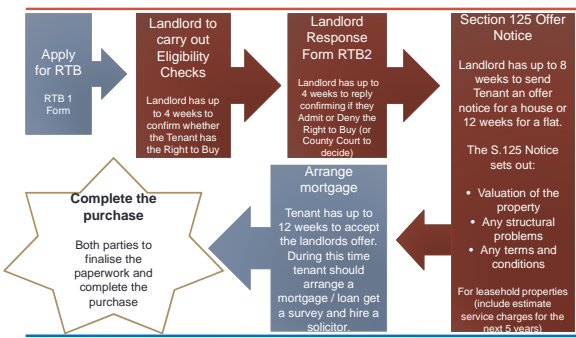 Apply
for RTB
RTB 1
Form
Landlord to
carry out
Eligibility
Checks
Landlord has up
to 4 weeks to
confirm whether
the Tenant has
the Right to Buy
Landlord
Response
Form RTB2
Landlord has up to
4 weeks to reply
confirming if they
Admit or Deny the
Right to Buy (or
County Court to
decide)
Section 125 Offer
Notice
Landlord has up to 8
weeks to send
Tenant an offer
notice for a house or
12 weeks for a flat.
The S.125 Notice
sets out:
• Valuation of the
property
• Any structural
problems
• Any terms and
conditions
For leasehold properties
(include estimate
service charges for the
next 5 years)
Arrange
mortgage
Tenant has up to
12 weeks to accept
the landlords offer.
During this time
tenant should
arrange a
mortgage / loan get
a survey and hire a
solicitor.
Complete the
purchase
Both parties to
finalise the
paperwork and
complete the
purchase